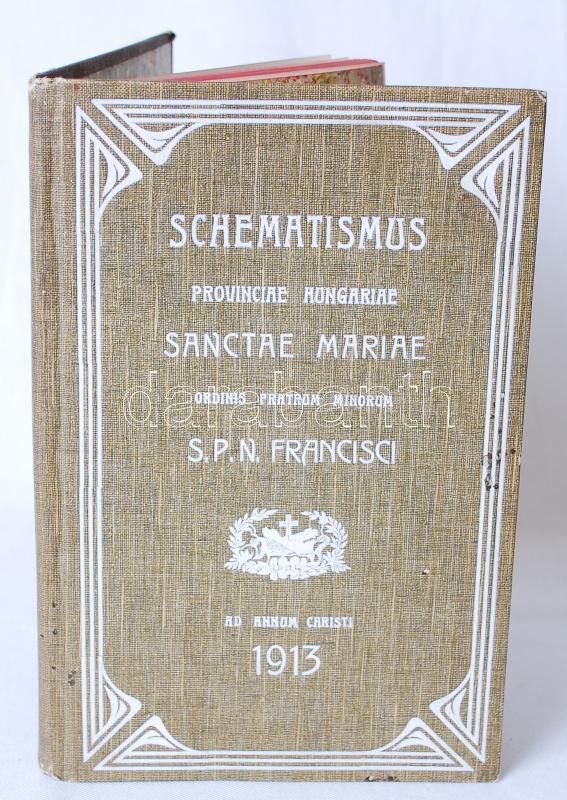 SCHEMATISMUS
PROVINCIAE HUNGARIAE
SANCTAE MARIAE
darabanth
ORDINIS FRATRUM MINORUM
S.P.N. FRANCISCI
AD ANNUM CHRISTI
1913